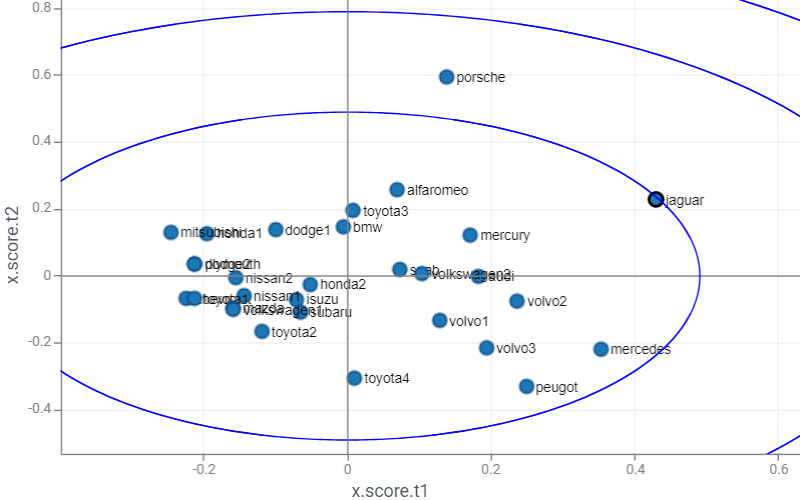 0.8
0.6
0.4
0.2
0
-0.2
-0.4
-0.2
0
0.2
0.4
0.6
x.score.t1
x.score.t2
porsche
jaguar
alfaromeo
toyota3
mitsubishi
honda1
dodge1
bmw
mercury
dodge2
plymouth
nissan2
saab
volkswagen2
audi
honda2
toyota1
nissan1
isuzu
mazda
volkswagen1
subaru
volvo2
toyota2
volvo1
volvo3
mercedes
toyota4
peugot